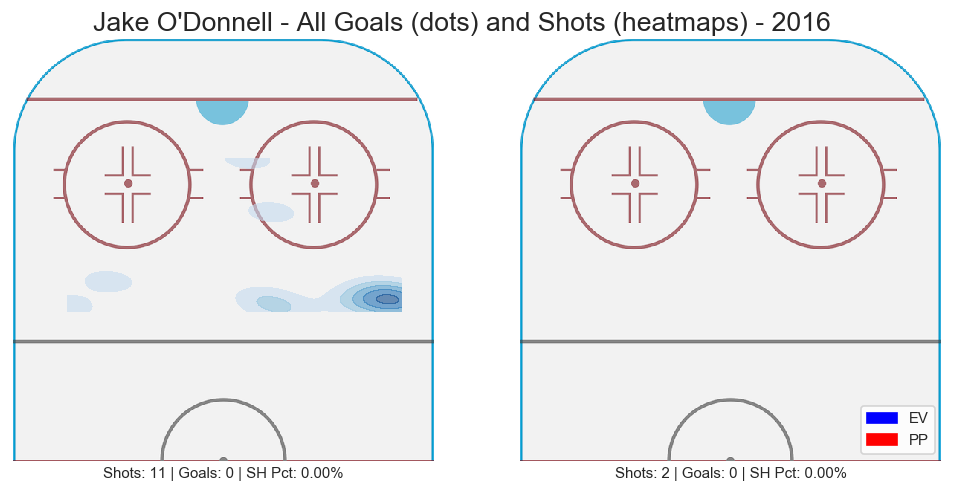 Jake O'Donnell - All Goals (dots) and Shots (heatmaps) - 2016
EV
PP
Shots: 11 | Goals: 0 | SH Pct: 0.00%
Shots: 2 | Goals: 0 | SH Pct: 0.00%